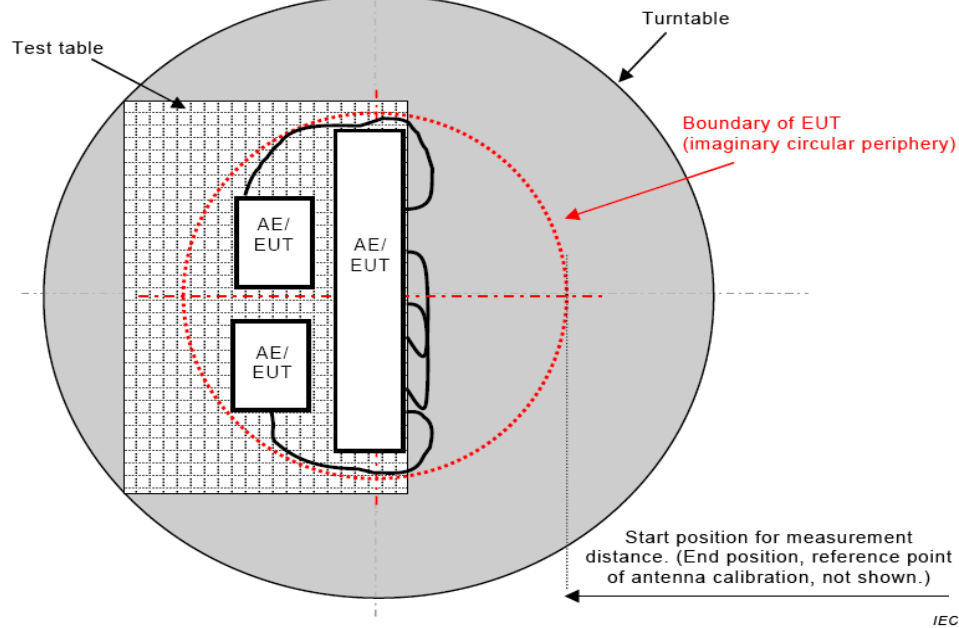 Turntable
Test table
Boundary of EUT
(imaginary circular periphery)
AE/
EUT
AE/
EUT
AE/
EUT
Start position for measurement
distance. (End position, reference point
of antenna calibration, not shown.)
IEC